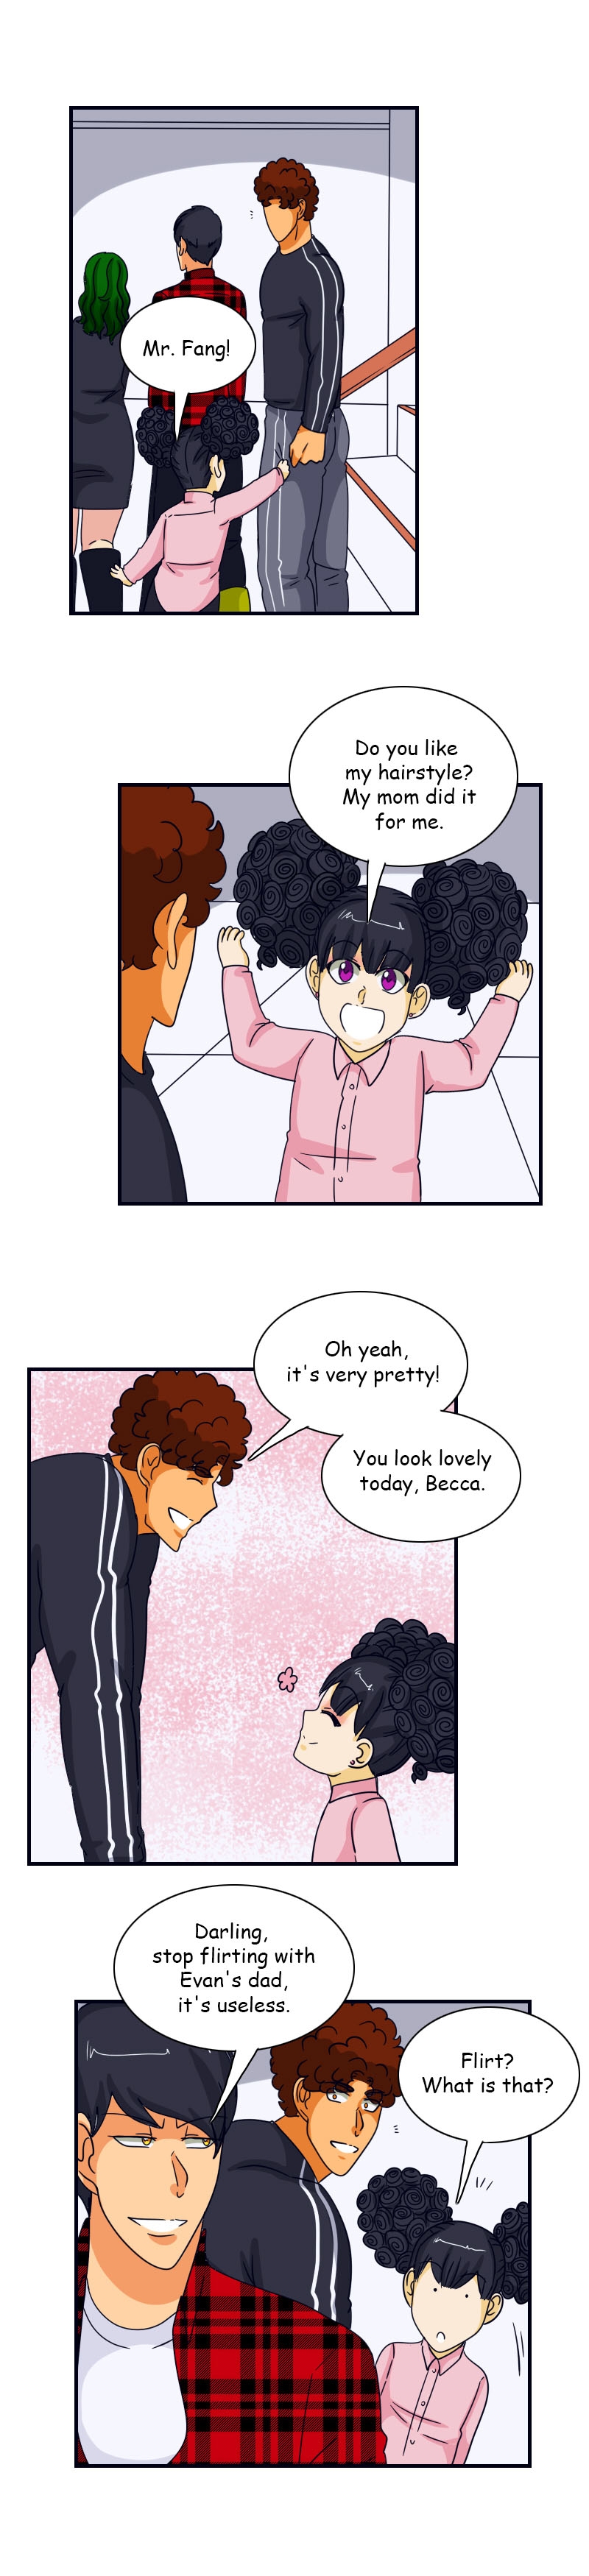 Mr. Fang!
Do you like
my hairstyle?
My mom did it
for me.
Oh yeah,
it's very pretty!
You look lovely
today, Becca.
Darling,
stop flirting with
Evan's dad,
it's useless.
Flirt?
What is that?